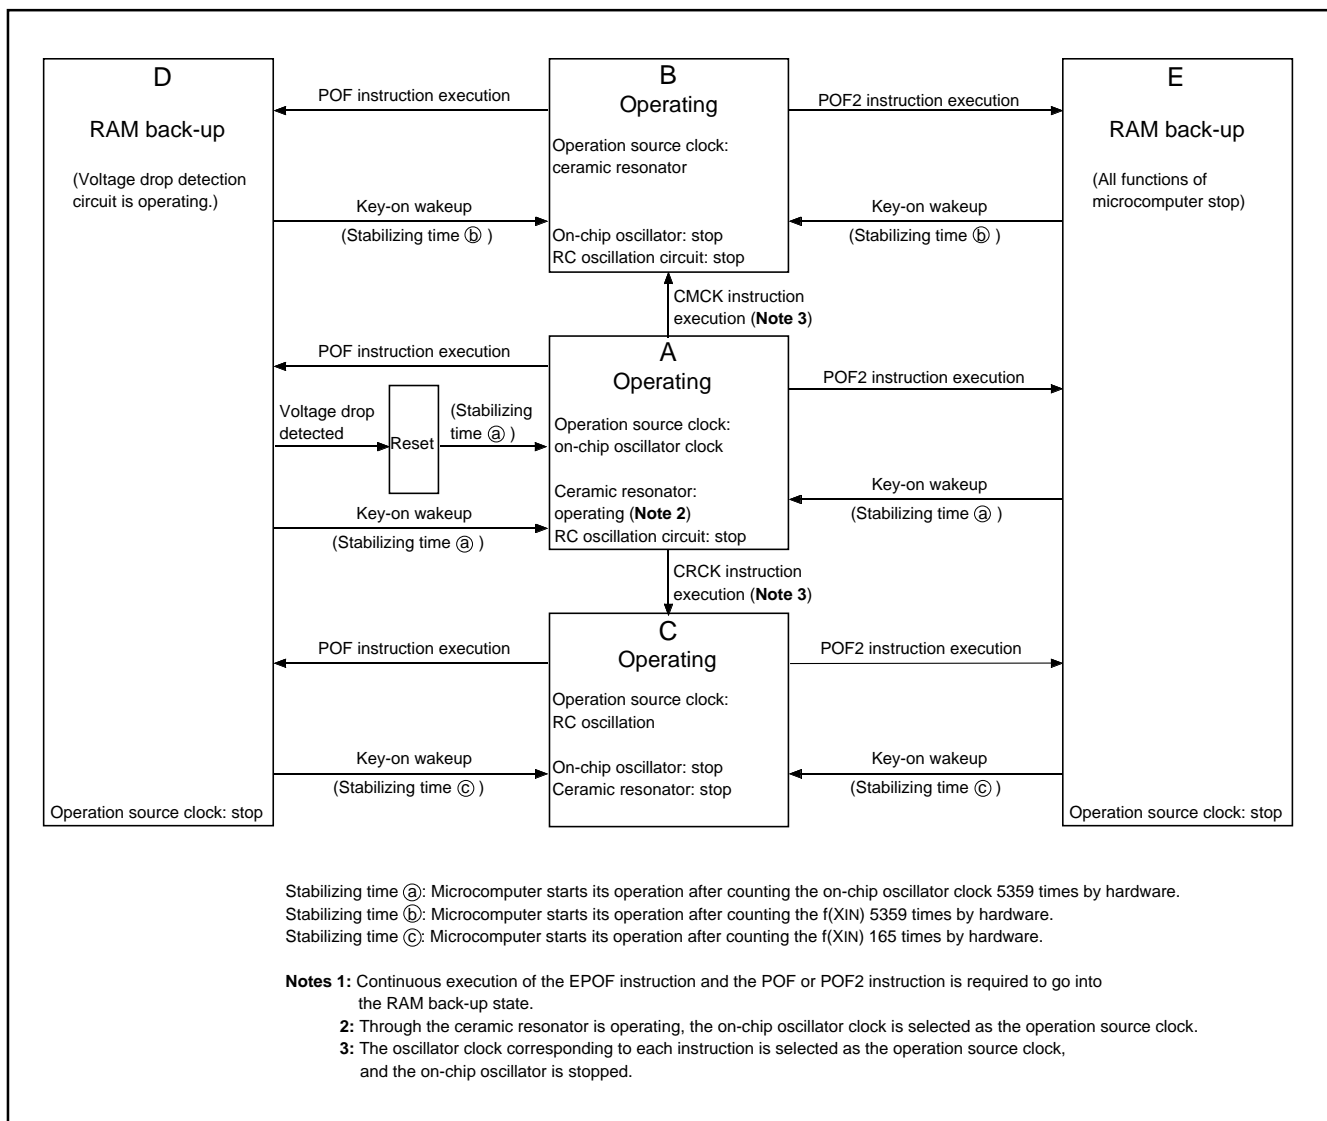 D
RAM back-up
(Voltage drop detection
circuit is operating.)
Operation source clock: stop
POF instruction execution
Key-on wakeup
(Stabilizing time ⓑ )
B
Operating
Operation source clock:
ceramic resonator
On-chip oscillator: stop
RC oscillation circuit: stop
POF2 instruction execution
Key-on wakeup
(Stabilizing time ⓑ )
E
RAM back-up
(All functions of
microcomputer stop)
Operation source clock: stop
CMCK instruction
execution (Note 3)
POF instruction execution
Voltage drop
detected
Reset
(Stabilizing
time ⓐ )
Key-on wakeup
(Stabilizing time ⓐ )
A
Operating
Operation source clock:
on-chip oscillator clock
Ceramic resonator:
operating (Note 2)
RC oscillation circuit: stop
POF2 instruction execution
Key-on wakeup
(Stabilizing time ⓐ )
CRCK instruction
execution (Note 3)
POF instruction execution
Key-on wakeup
(Stabilizing time ⓒ )
C
Operating
Operation source clock:
RC oscillation
On-chip oscillator: stop
Ceramic resonator: stop
POF2 instruction execution
Key-on wakeup
(Stabilizing time ⓒ )
Stabilizing time ⓐ: Microcomputer starts its operation after counting the on-chip oscillator clock 5359 times by hardware.
Stabilizing time ⓑ: Microcomputer starts its operation after counting the f(XIN) 5359 times by hardware.
Stabilizing time ⓒ: Microcomputer starts its operation after counting the f(XIN) 165 times by hardware.
Notes 1: Continuous execution of the EPOF instruction and the POF or POF2 instruction is required to go into
the RAM back-up state.
2: Through the ceramic resonator is operating, the on-chip oscillator clock is selected as the operation source clock.
3: The oscillator clock corresponding to each instruction is selected as the operation source clock,
and the on-chip oscillator is stopped.